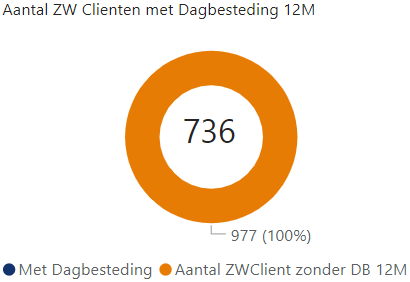 Aantal ZW Clienten met Dagbesteding 12M
736
977 (100%)
Met Dagbesteding Aantal ZWClient zonder DB 12M